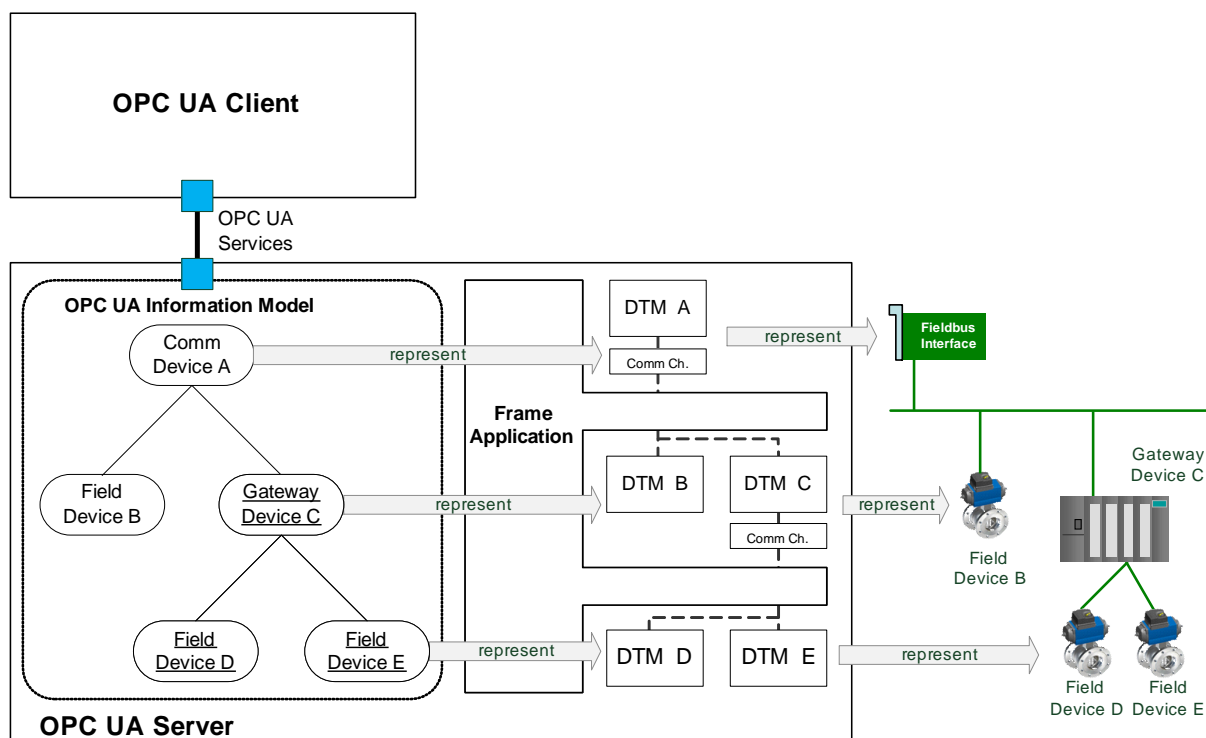 OPC UA Client
OPC UA
Services
OPC UA Information Model
Comm
Device A
Field
Device B
Gateway
Device C
Field
Device D
Field
Device E
OPC UA Server
represent
represent
represent
Frame
Application
DTM A
Comm Ch.
DTM B
DTM C
Comm Ch.
DTM D
DTM E
represent
represent
represent
Fieldbus
Interface
Gateway
Device C
Field
Device B
Field
Device D
Field
Device E